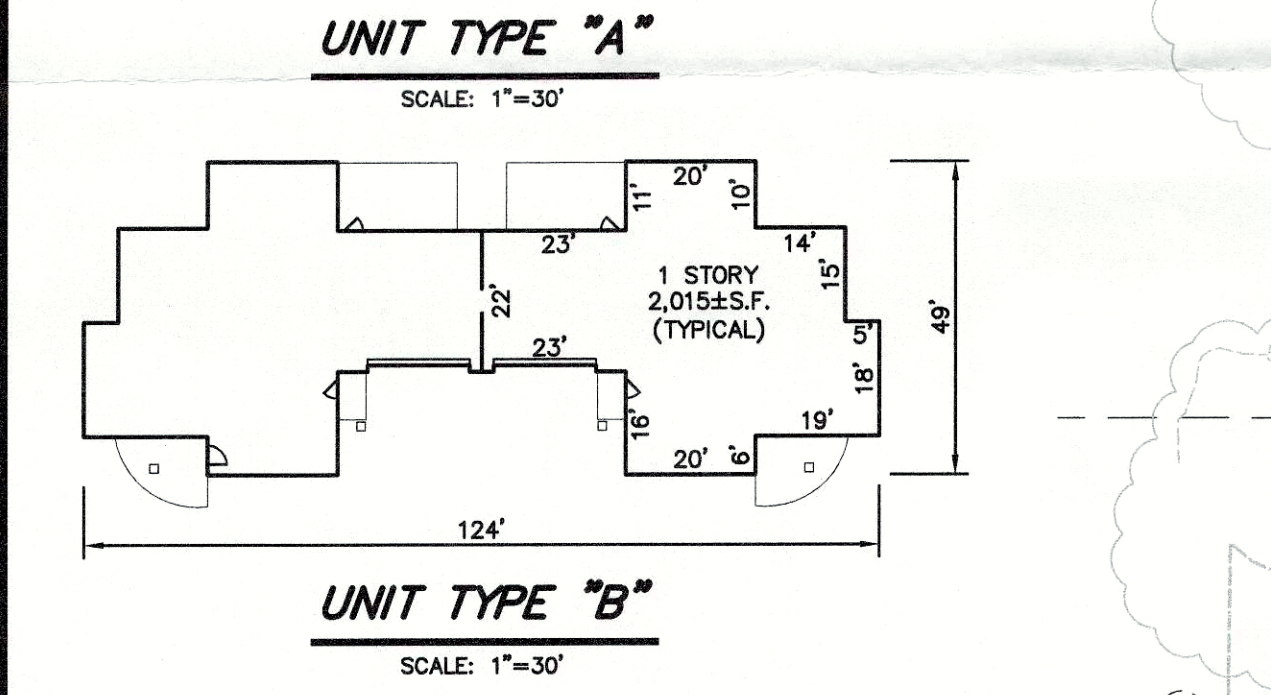 UNIT TYPE "A"
SCALE: 1"=30'
20'
11'
10'
23'
14'
15'
1 STORY
2,015±S.F.
(TYPICAL)
22'
49'
23'
5'
18'
19'
16'
20'
6'
124'
UNIT TYPE "B"
SCALE: 1"=30'